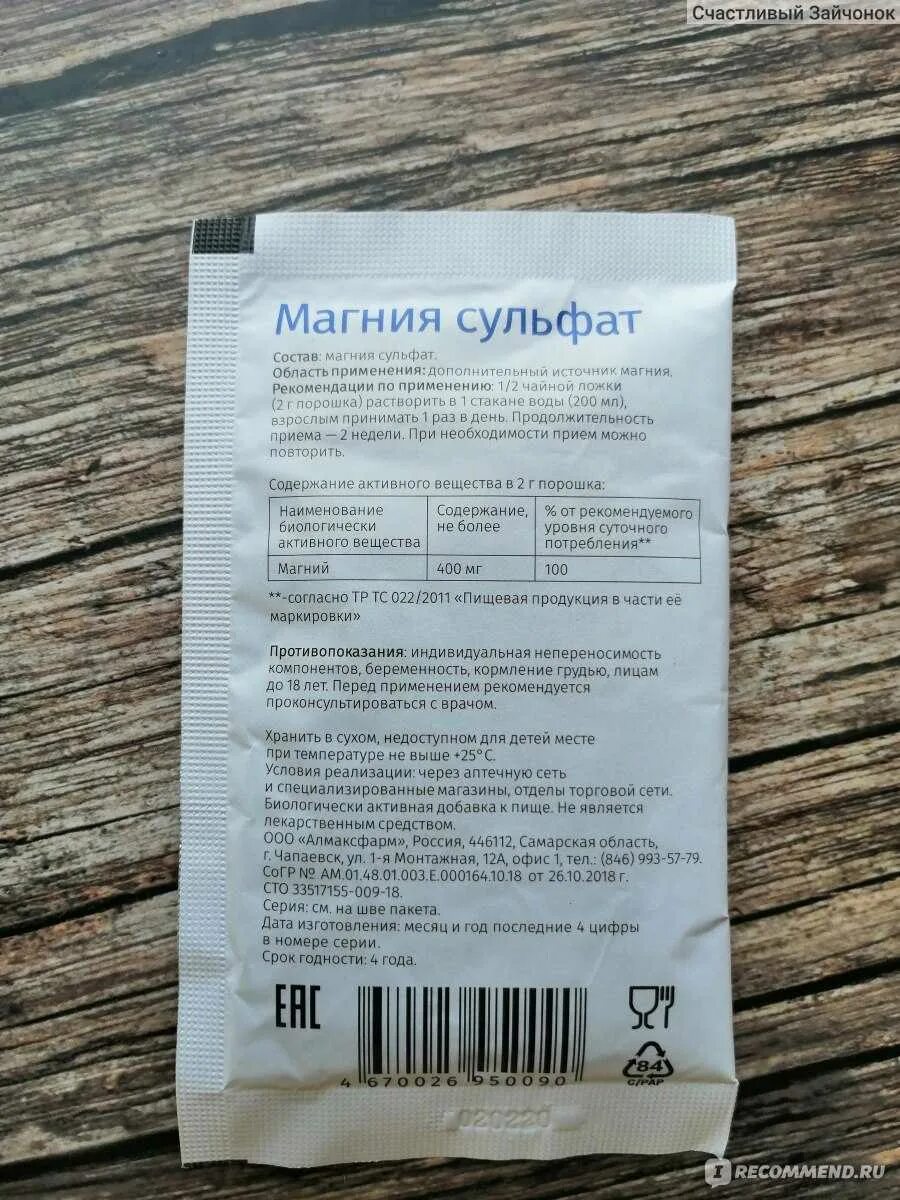 Счастливый Зайчонок
Магния сульфат
Состав: магния сульфат.
Область применения: дополнительный источник магния.
Рекомендации по применению: 1/2 чайной ложки
(2 г порошка) растворить в 1 стакане воды (200 мл),
взрослым принимать 1 раз в день. Продолжительность
приема — 2 недели. При необходимости прием можно
повторить.
Содержание активного вещества в 2 г порошка:
Наименование
биологически
активного вещества
Содержание,
не более
% от рекомендуемого
уровня суточного
потребления**
Магний
400 мг
100
**-согласно ТР ТС 022/2011 «Пищевая продукция в части её
маркировки»
Противопоказания: индивидуальная непереносимость
компонентов, беременность, кормление грудью, лицам
до 18 лет. Перед применением рекомендуется
проконсультироваться с врачом.
Хранить в сухом, недоступном для детей месте
при температуре не выше +25°С.
Условия реализации: через аптечную сеть
и специализированные магазины, отделы торговой сети.
Биологически активная добавка к пище. Не является
лекарственным средством.
ООО «Алмаксфарм», Россия, 446112, Самарская область,
г. Чапаевск, ул. 1-я Монтажная, 12А, офис 1, тел.: (846) 993-57-79.
СоГР № АМ.01.48.01.003.Е.000164.10.18 от 26.10.2018 г.
СТО 33517155-009-18.
Серия: см. на шве пакета.
Дата изготовления: месяц и год последние 4 цифры
в номере серии.
Срок годности: 4 года.
EAC
4 670026 950090
84
C/PAP
020220
I RECOMMEND.RU